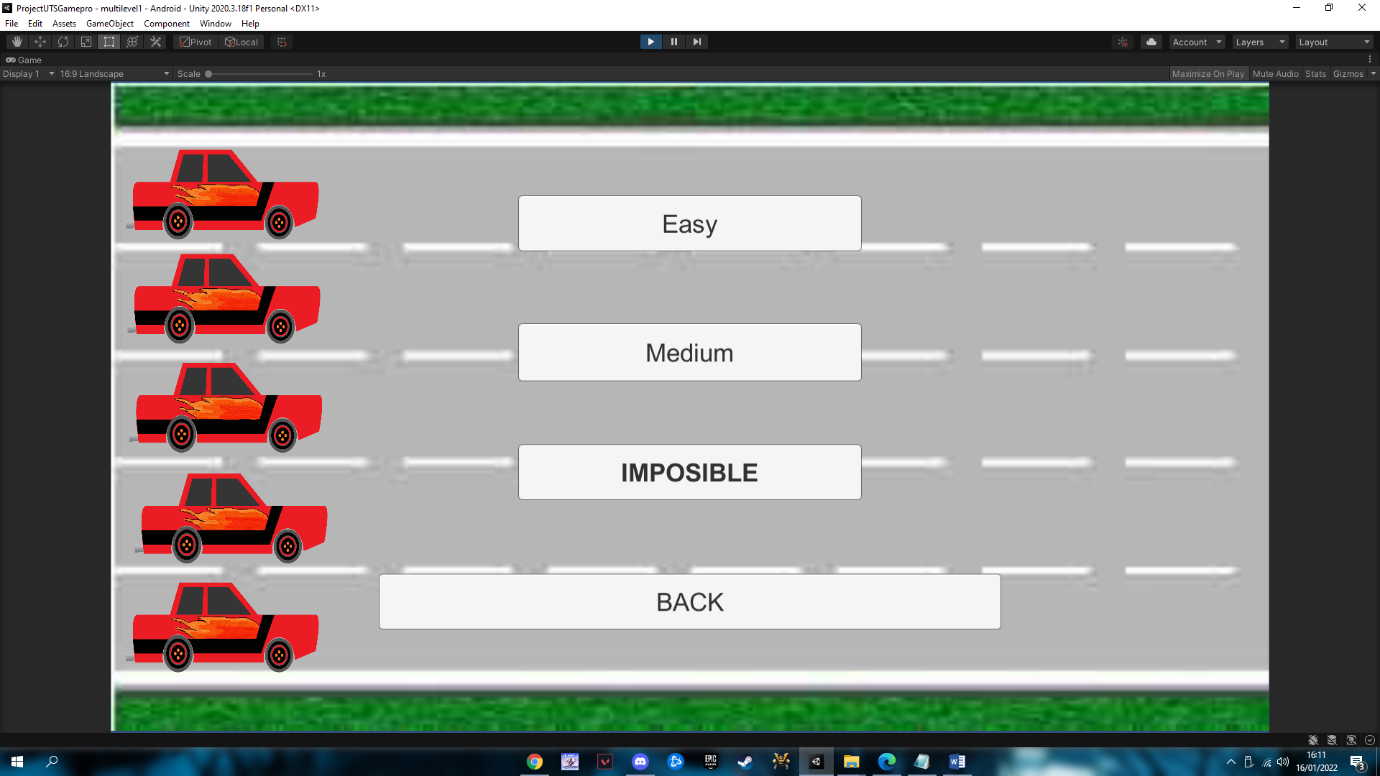 ProjectUTSGamepro - multilevel1 - Android - Unity 2020.3.18f1 Personal <DX11>
File Edit Assets GameObject Component Window Help
Pivot Local Account Layers Layout
Game
Display 1 16:9 Landscape Scale 1x Maximize On Play Mute Audio Stats Gizmos
Easy
Medium
IMPOSIBLE
BACK
16:11
16/01/2022
3